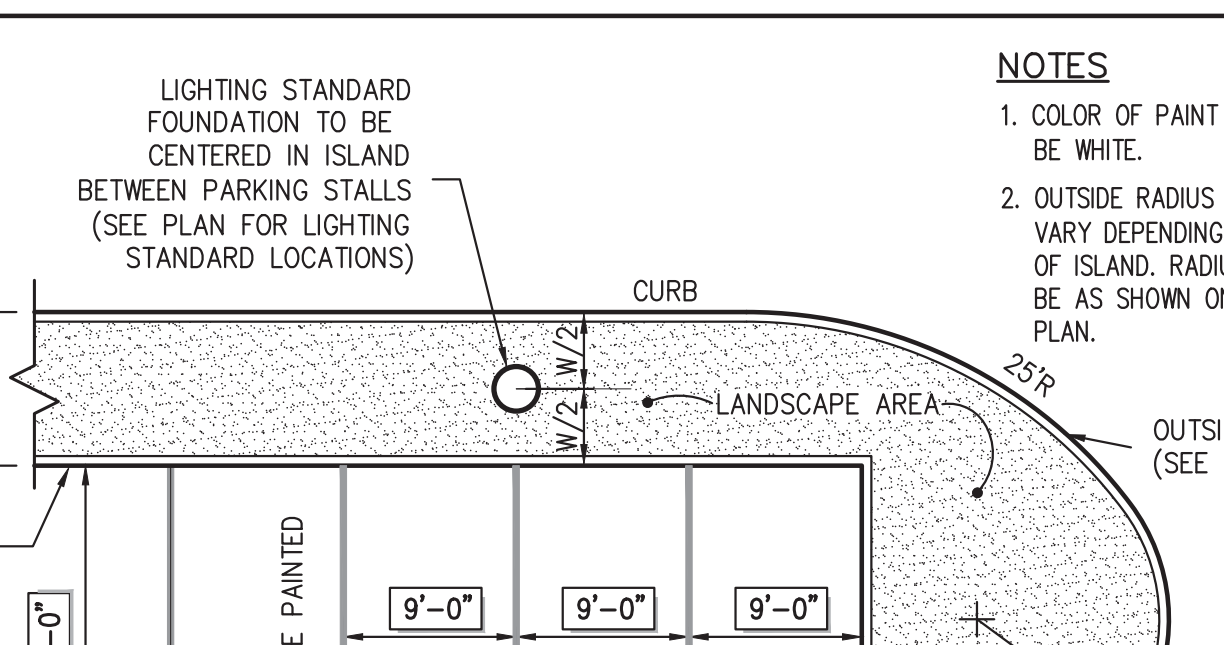 LIGHTING STANDARD
FOUNDATION TO BE
CENTERED IN ISLAND
BETWEEN PARKING STALLS
(SEE PLAN FOR LIGHTING
STANDARD LOCATIONS)
NOTES
1. COLOR OF PAINT
BE WHITE.
2. OUTSIDE RADIUS
VARY DEPENDING
OF ISLAND. RADIU
BE AS SHOWN ON
PLAN.
CURB
W/2
W/2
25'R
LANDSCAPE AREA
OUTSI
(SEE
E PAINTED
9'-0"
9'-0"
9'-0"
-0"